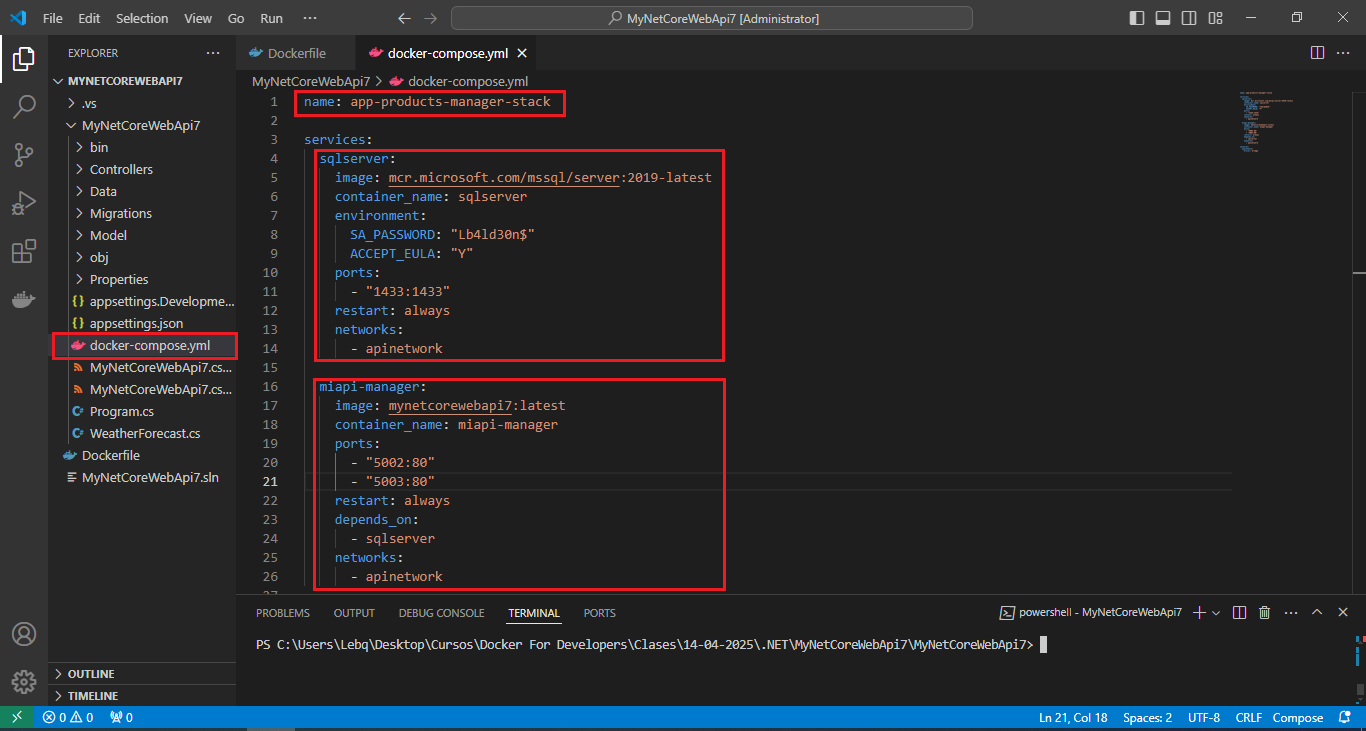 File Edit Selection View Go Run ··· MyNetCoreWebApi7 [Administrator]
EXPLORER ···
MYNETCOREWEBAPI7
.vs
MyNetCoreWebApi7
bin
Controllers
Data
Migrations
Model
obj
Properties
{} appsettings.Developme...
{} appsettings.json
docker-compose.yml
MyNetCoreWebApi7.cs...
MyNetCoreWebApi7.cs...
C# Program.cs
C# WeatherForecast.cs
Dockerfile
MyNetCoreWebApi7.sln
OUTLINE
TIMELINE
Dockerfile docker-compose.yml
MyNetCoreWebApi7 > docker-compose.yml
1 name: app-products-manager-stack
2
3 services:
4 sqlserver:
5 image: mcr.microsoft.com/mssql/server:2019-latest
6 container_name: sqlserver
7 environment:
8 SA_PASSWORD: "Lb4ld30n$"
9 ACCEPT_EULA: "Y"
10 ports:
11 - "1433:1433"
12 restart: always
13 networks:
14 - apinetwork
15
16 miapi-manager:
17 image: mynetcorewebapi7:latest
18 container_name: miapi-manager
19 ports:
20 - "5002:80"
21 - "5003:80"
22 restart: always
23 depends_on:
24 - sqlserver
25 networks:
26 - apinetwork
PROBLEMS OUTPUT DEBUG CONSOLE TERMINAL PORTS powershell - MyNetCoreWebApi7
PS C:\Users\Lebq\Desktop\Cursos\Docker For Developers\Clases\14-04-2025\.NET\MyNetCoreWebApi7\MyNetCoreWebApi7>
0 0 0 Ln 21, Col 18 Spaces: 2 UTF-8 CRLF Compose